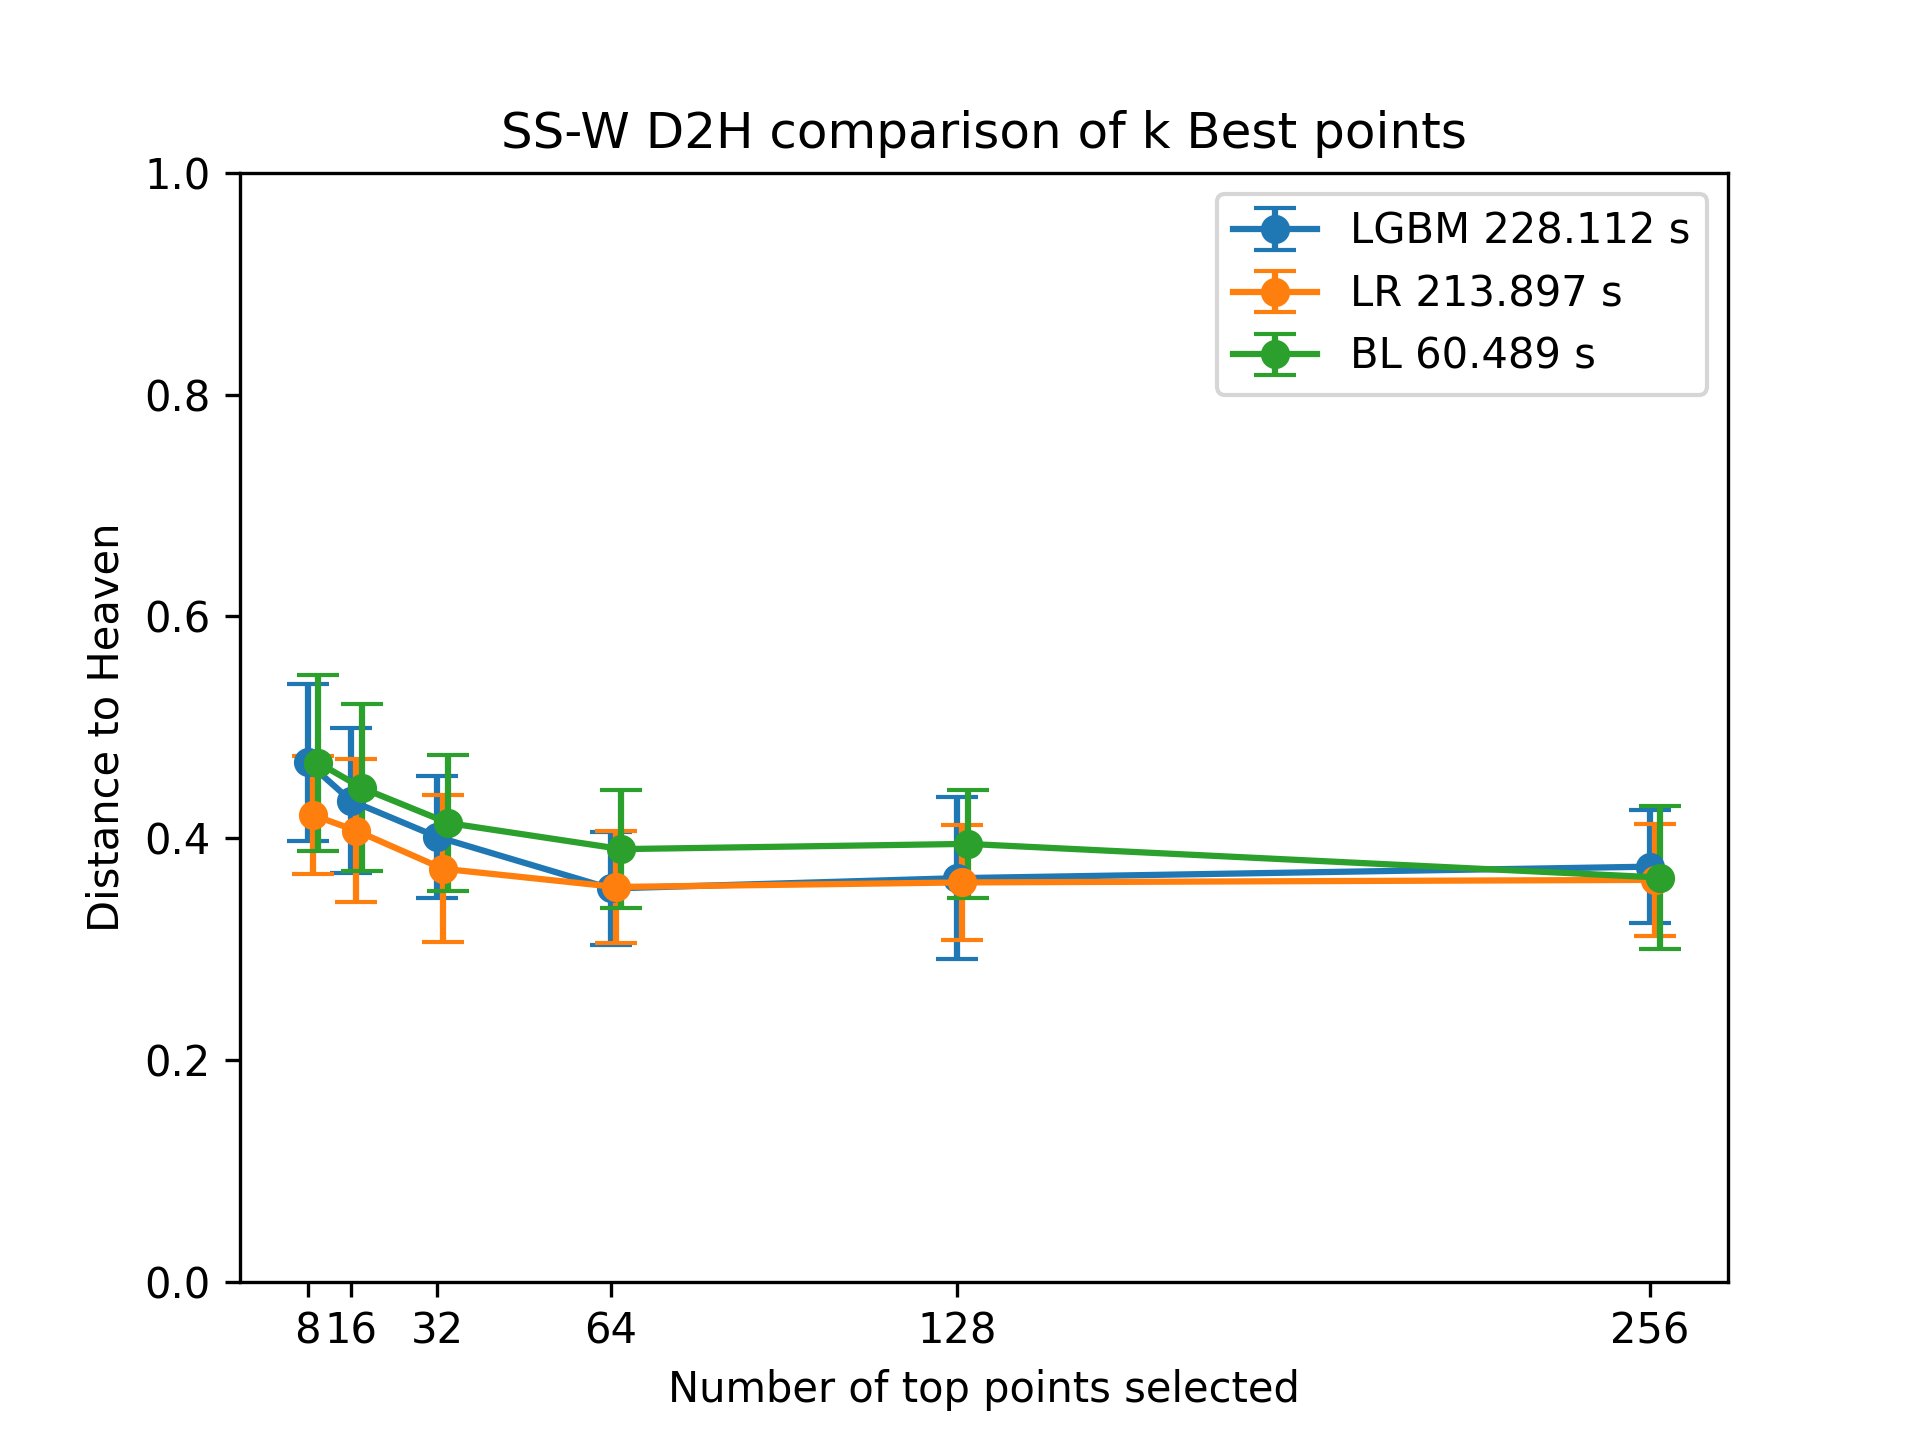 SS-W D2H comparison of k Best points
1.0
0.8
0.6
0.4
0.2
0.0
Distance to Heaven
LGBM 228.112 s
LR 213.897 s
BL 60.489 s
8 16 32 64 128 256
Number of top points selected